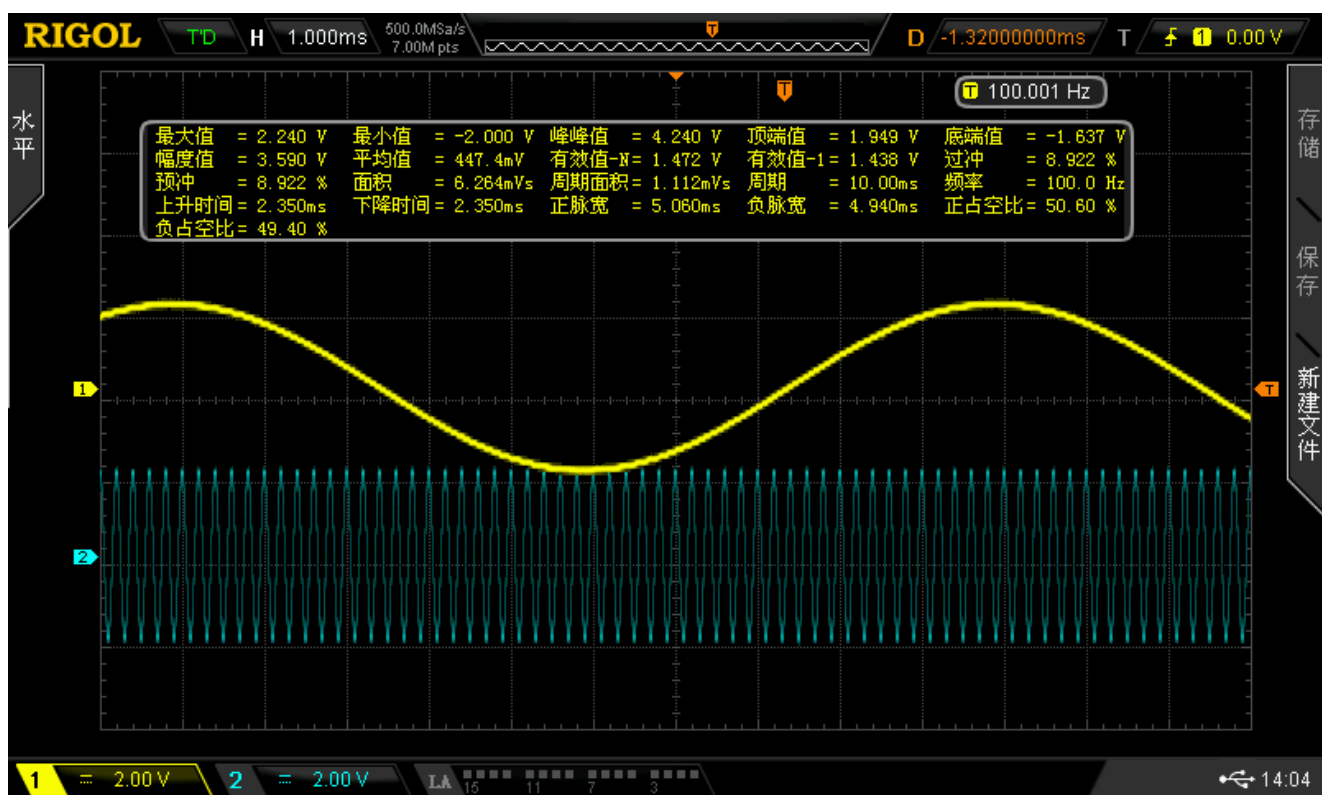 RIGOL T'D H 1.000ms 500.0MSa/s 7.00M pts T D -1.32000000ms T 1 0.00 V
水平
T
T 100.001 Hz
最大值 = 2.240 V 最小值 = -2.000 V 峰峰值 = 4.240 V 顶端值 = 1.949 V 底端值 = -1.637 V
幅度值 = 3.590 V 平均值 = 447.4mV 有效值-N= 1.472 V 有效值-1= 1.438 V 过冲 = 8.922 %
预冲 = 8.922 % 面积 = 6.264mVs 周期面积= 1.112mVs 周期 = 10.00ms 频率 = 100.0 Hz
上升时间= 2.350ms 下降时间= 2.350ms 正脉宽 = 5.060ms 负脉宽 = 4.940ms 正占空比= 50.60 %
负占空比= 49.40 %
存储
保存
新建文件
1
T
2
1 = 2.00 V 2 = 2.00 V LA 15 11 7 3 14:04